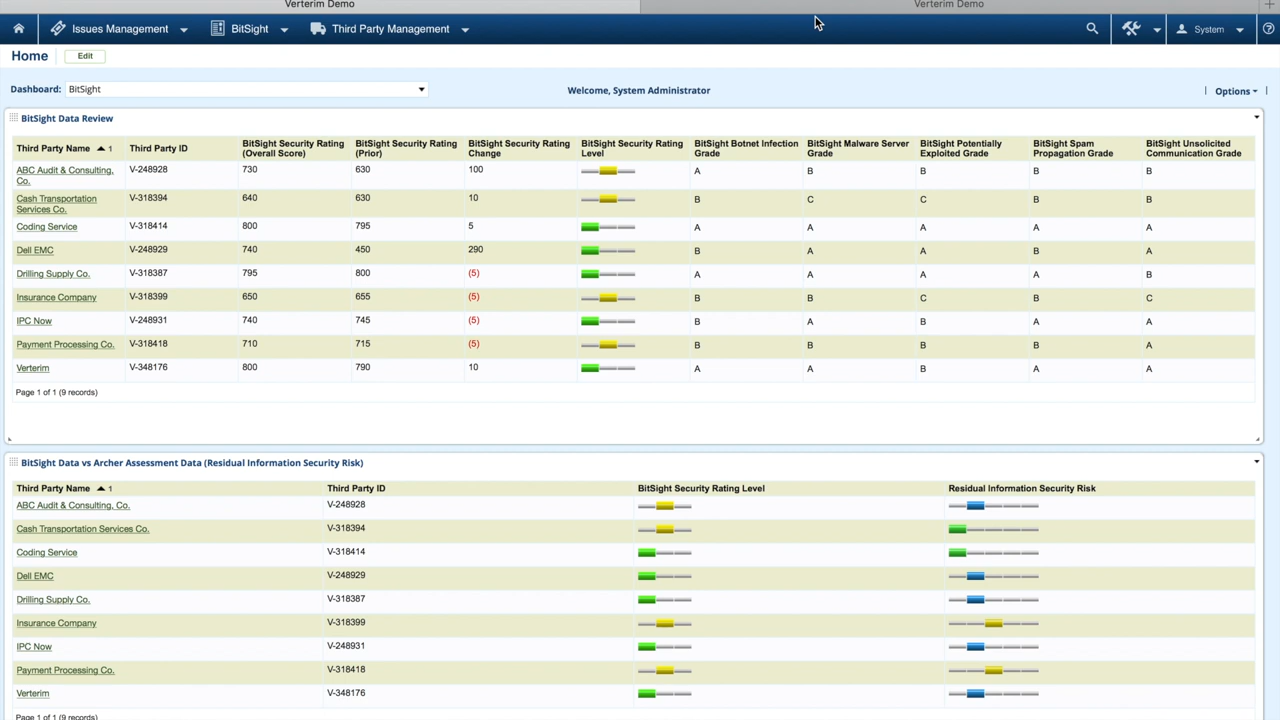 Verterim Demo Verterim Demo +
Issues Management BitSight Third Party Management System ?
Home Edit
Dashboard: BitSight Welcome, System Administrator Options
BitSight Data Review
Third Party Name 1 Third Party ID BitSight Security Rating (Overall Score) BitSight Security Rating (Prior) BitSight Security Rating Change BitSight Security Rating Level BitSight Botnet Infection Grade BitSight Malware Server Grade BitSight Potentially Exploited Grade BitSight Spam Propagation Grade BitSight Unsolicited Communication Grade
ABC Audit & Consulting, Co. V-248928 730 630 100 A B B B B
Cash Transportation Services Co. V-318394 640 630 10 B C C B B
Coding Service V-318414 800 795 5 A A A A A
Dell EMC V-248929 740 450 290 B A A B A
Drilling Supply Co. V-318387 795 800 (5) A A A A B
Insurance Company V-318399 650 655 (5) B B C B C
IPC Now V-248931 740 745 (5) B A B A A
Payment Processing Co. V-318418 710 715 (5) B B B B A
Verterim V-348176 800 790 10 A A B A A
Page 1 of 1 (9 records)
BitSight Data vs Archer Assessment Data (Residual Information Security Risk)
Third Party Name 1 Third Party ID BitSight Security Rating Level Residual Information Security Risk
ABC Audit & Consulting, Co. V-248928
Cash Transportation Services Co. V-318394
Coding Service V-318414
Dell EMC V-248929
Drilling Supply Co. V-318387
Insurance Company V-318399
IPC Now V-248931
Payment Processing Co. V-318418
Verterim V-348176
Page 1 of 1 (9 records)